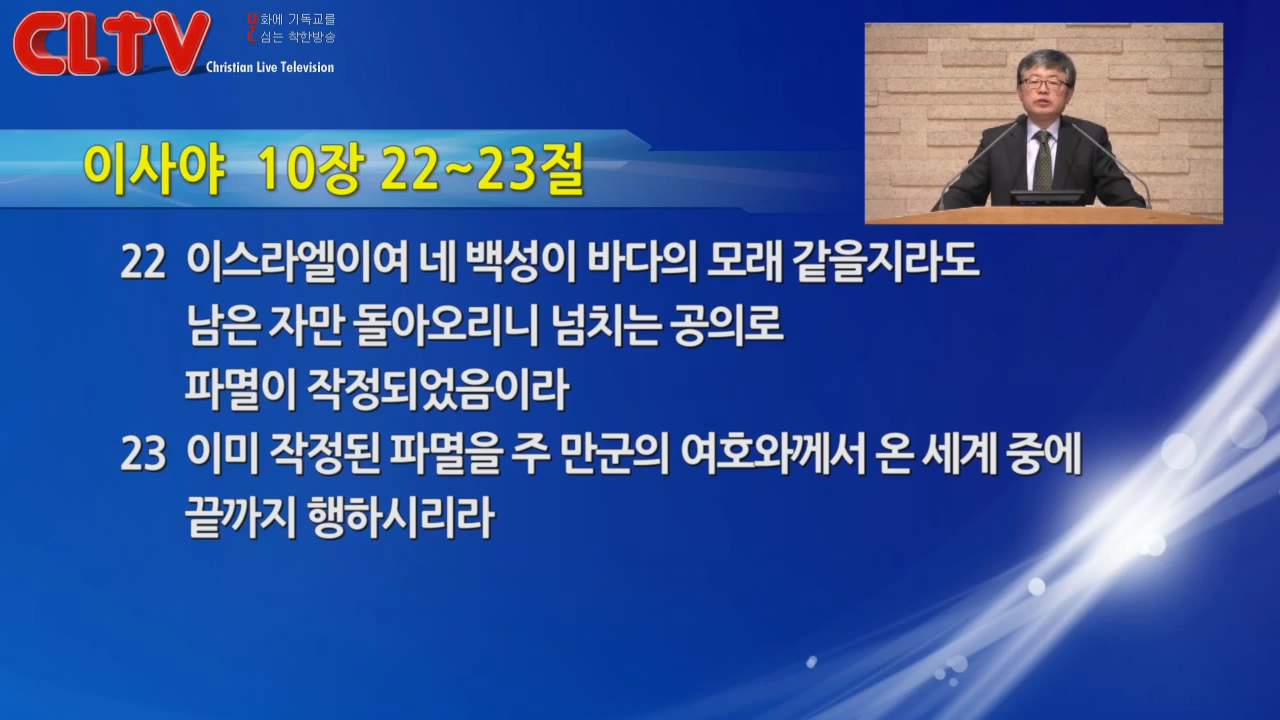 CLTV
문화에 기독교를
심는 착한방송
Christian Live Television
이사야 10장 22~23절
22 이스라엘이여 네 백성이 바다의 모래 같을지라도
남은 자만 돌아오리니 넘치는 공의로
파멸이 작정되었음이라
23 이미 작정된 파멸을 주 만군의 여호와께서 온 세계 중에
끝까지 행하시리라